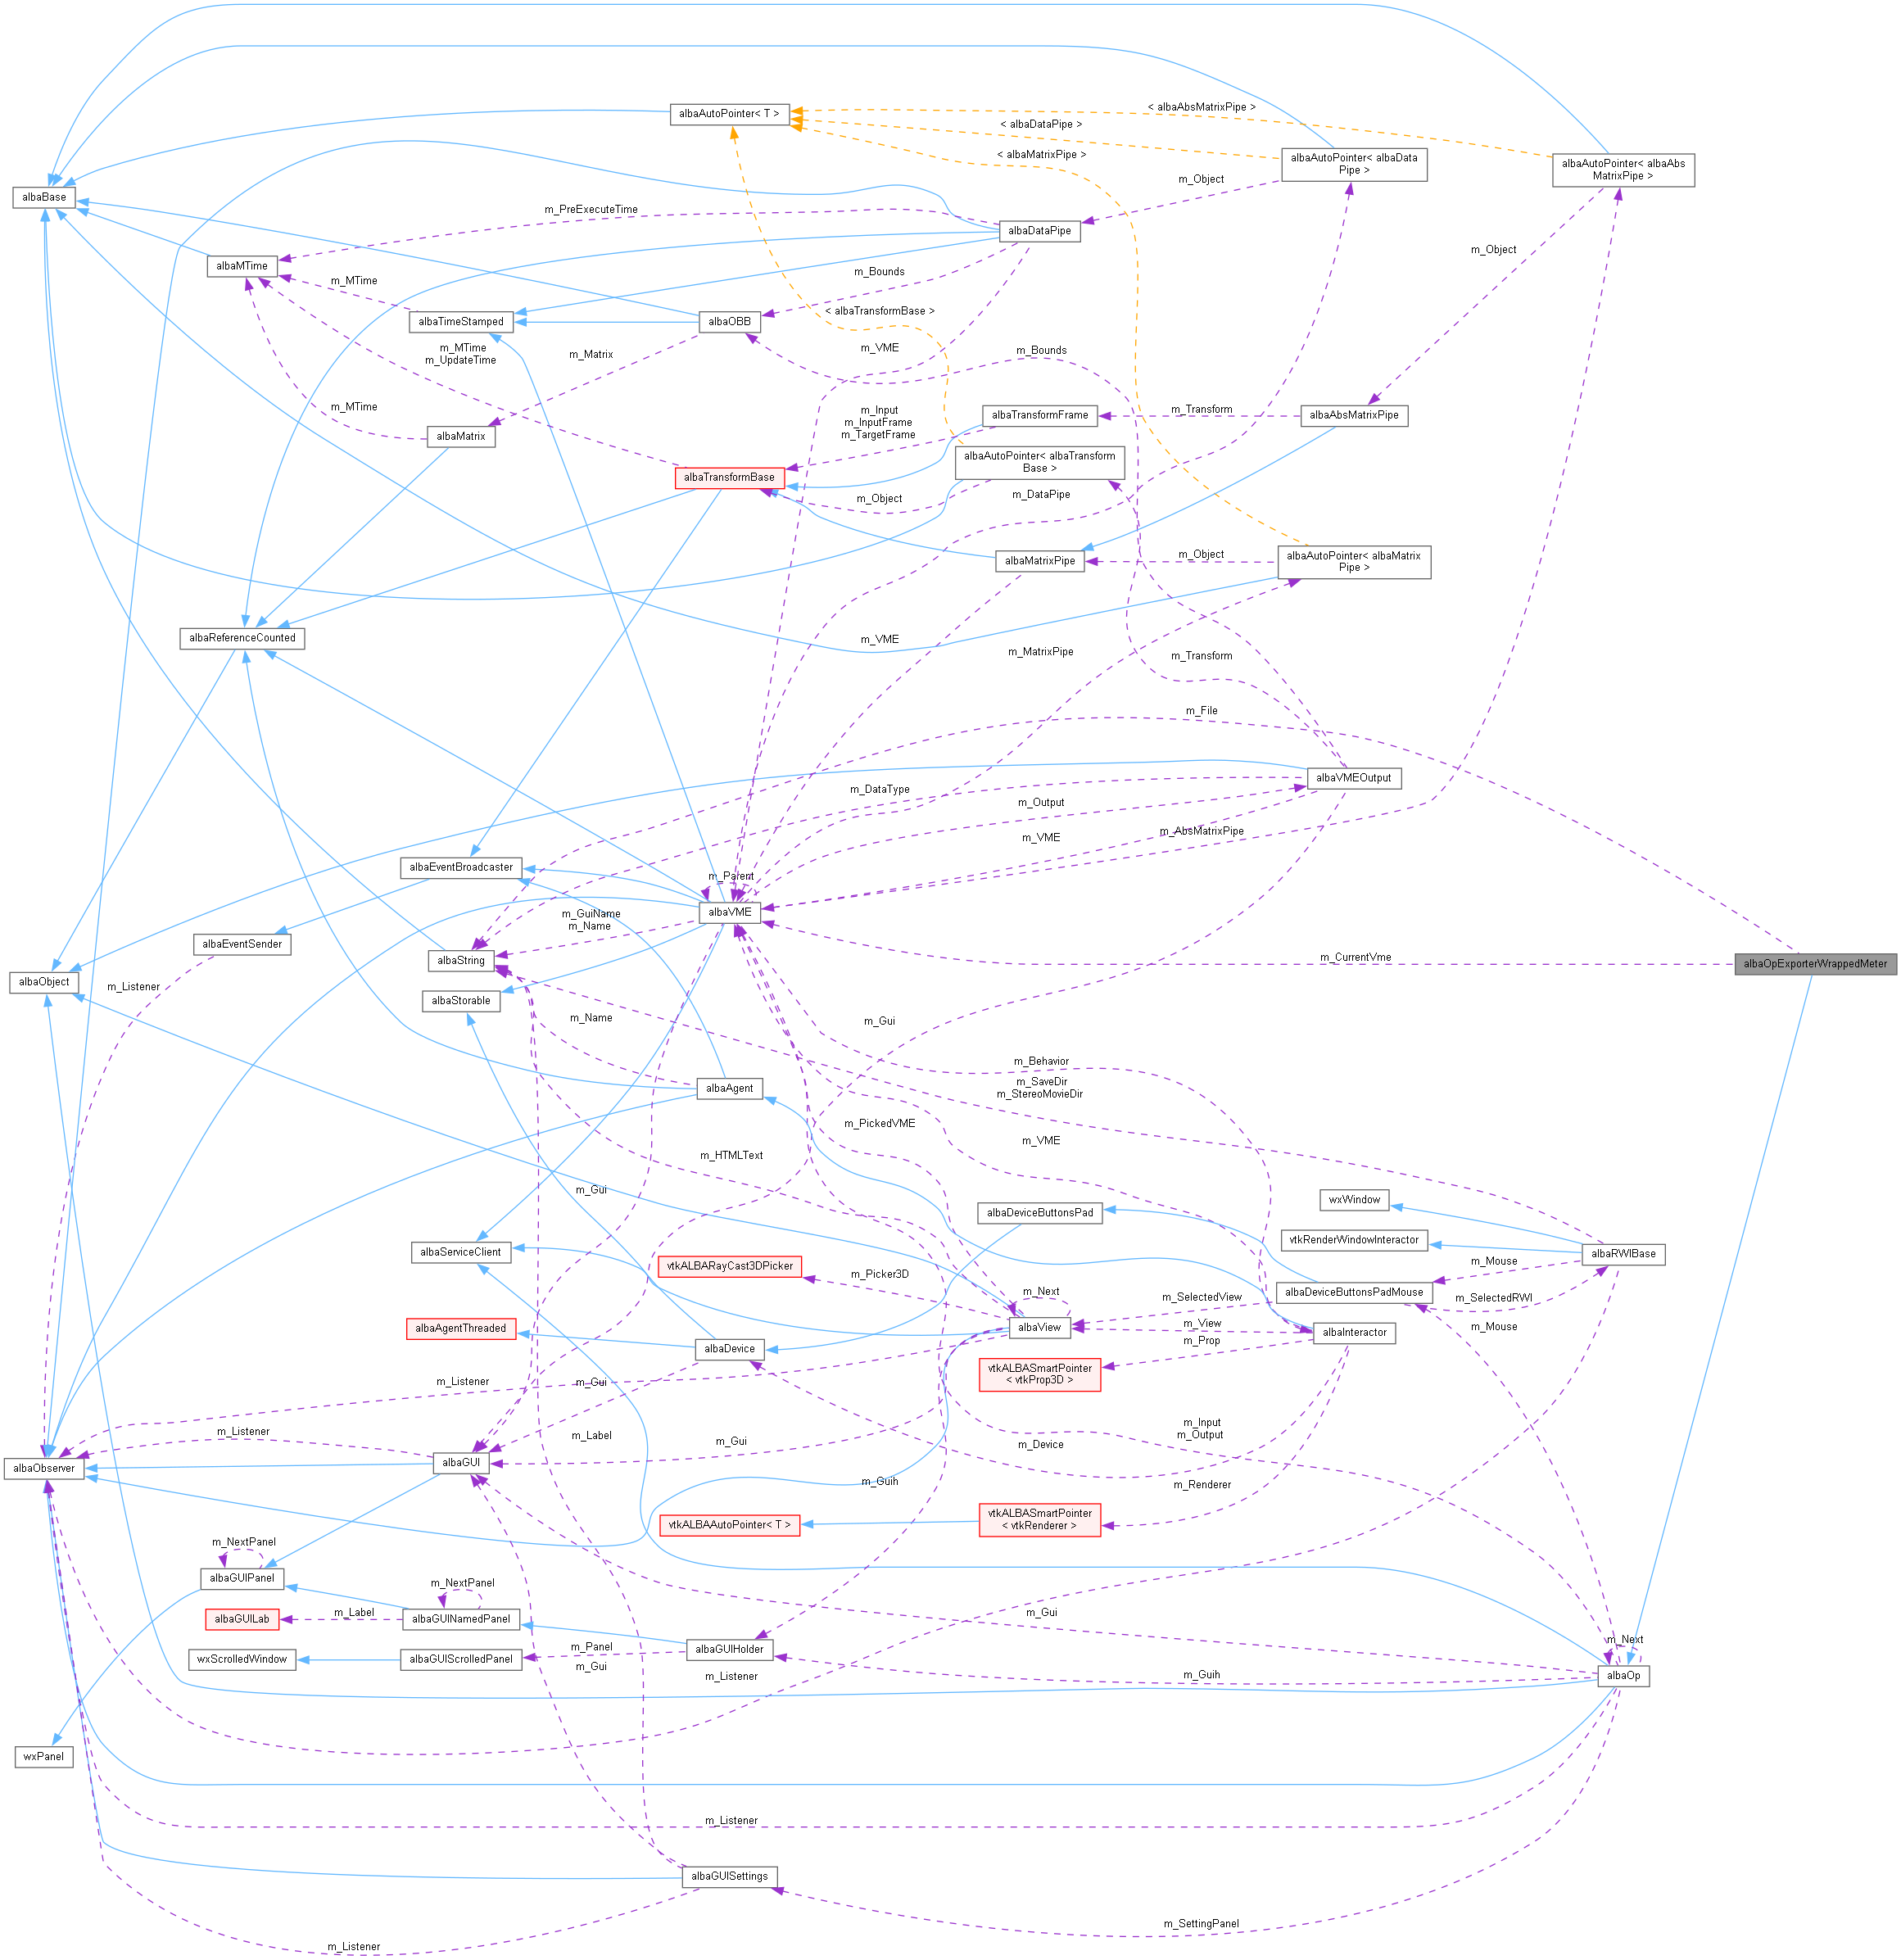 < albaAbsMatrixPipe >
albaAutoPointer< T >
< albaDataPipe >
< albaMatrixPipe >
albaAutoPointer< albaData
Pipe >
albaAutoPointer< albaAbs
MatrixPipe >
m_Object
albaBase
m_PreExecuteTime
albaDataPipe
m_Object
albaMTime
m_Bounds
m_MTime
< albaTransformBase >
albaTimeStamped
albaOBB
m_MTime
m_UpdateTime
m_Matrix
m_VME
m_Bounds
m_MTime
m_Input
m_InputFrame
m_TargetFrame
albaTransformFrame
m_Transform
albaAbsMatrixPipe
albaMatrix
albaAutoPointer< albaTransform
Base >
albaTransformBase
m_Object
m_DataPipe
albaMatrixPipe
m_Object
albaAutoPointer< albaMatrix
Pipe >
albaReferenceCounted
m_VME
m_MatrixPipe
m_Transform
m_File
albaVMEOutput
m_DataType
m_Output
m_VME
m_AbsMatrixPipe
albaEventBroadcaster
m_Parent
albaVME
m_GuiName
m_Name
albaEventSender
albaString
m_CurrentVme
albaOpExporterWrappedMeter
albaObject
m_Listener
albaStorable
m_Name
m_Gui
m_Behavior
albaAgent
m_SaveDir
m_StereoMovieDir
m_PickedVME
m_VME
m_HTMLText
m_Gui
albaDeviceButtonsPad
wxWindow
albaServiceClient
vtkRenderWindowInteractor
albaRWIBase
vtkALBARayCast3DPicker
m_Picker3D
m_Mouse
m_Next
m_SelectedView
albaDeviceButtonsPadMouse
m_SelectedRWI
albaAgentThreaded
albaView
m_View
albaInteractor
m_Mouse
albaDevice
m_Prop
vtkALBASmartPointer
< vtkProp3D >
m_Listener
m_Gui
m_Listener
m_Label
m_Gui
m_Input
m_Output
m_Device
albaObserver
albaGUI
m_Guih
m_Renderer
vtkALBAAutoPointer< T >
vtkALBASmartPointer
< vtkRenderer >
m_NextPanel
albaGUIPanel
m_NextPanel
albaGUILab
m_Label
albaGUINamedPanel
m_Gui
wxScrolledWindow
albaGUIScrolledPanel
m_Panel
albaGUIHolder
m_Next
m_Gui
m_Listener
m_Guih
albaOp
wxPanel
m_Listener
albaGUISettings
m_SettingPanel
m_Listener